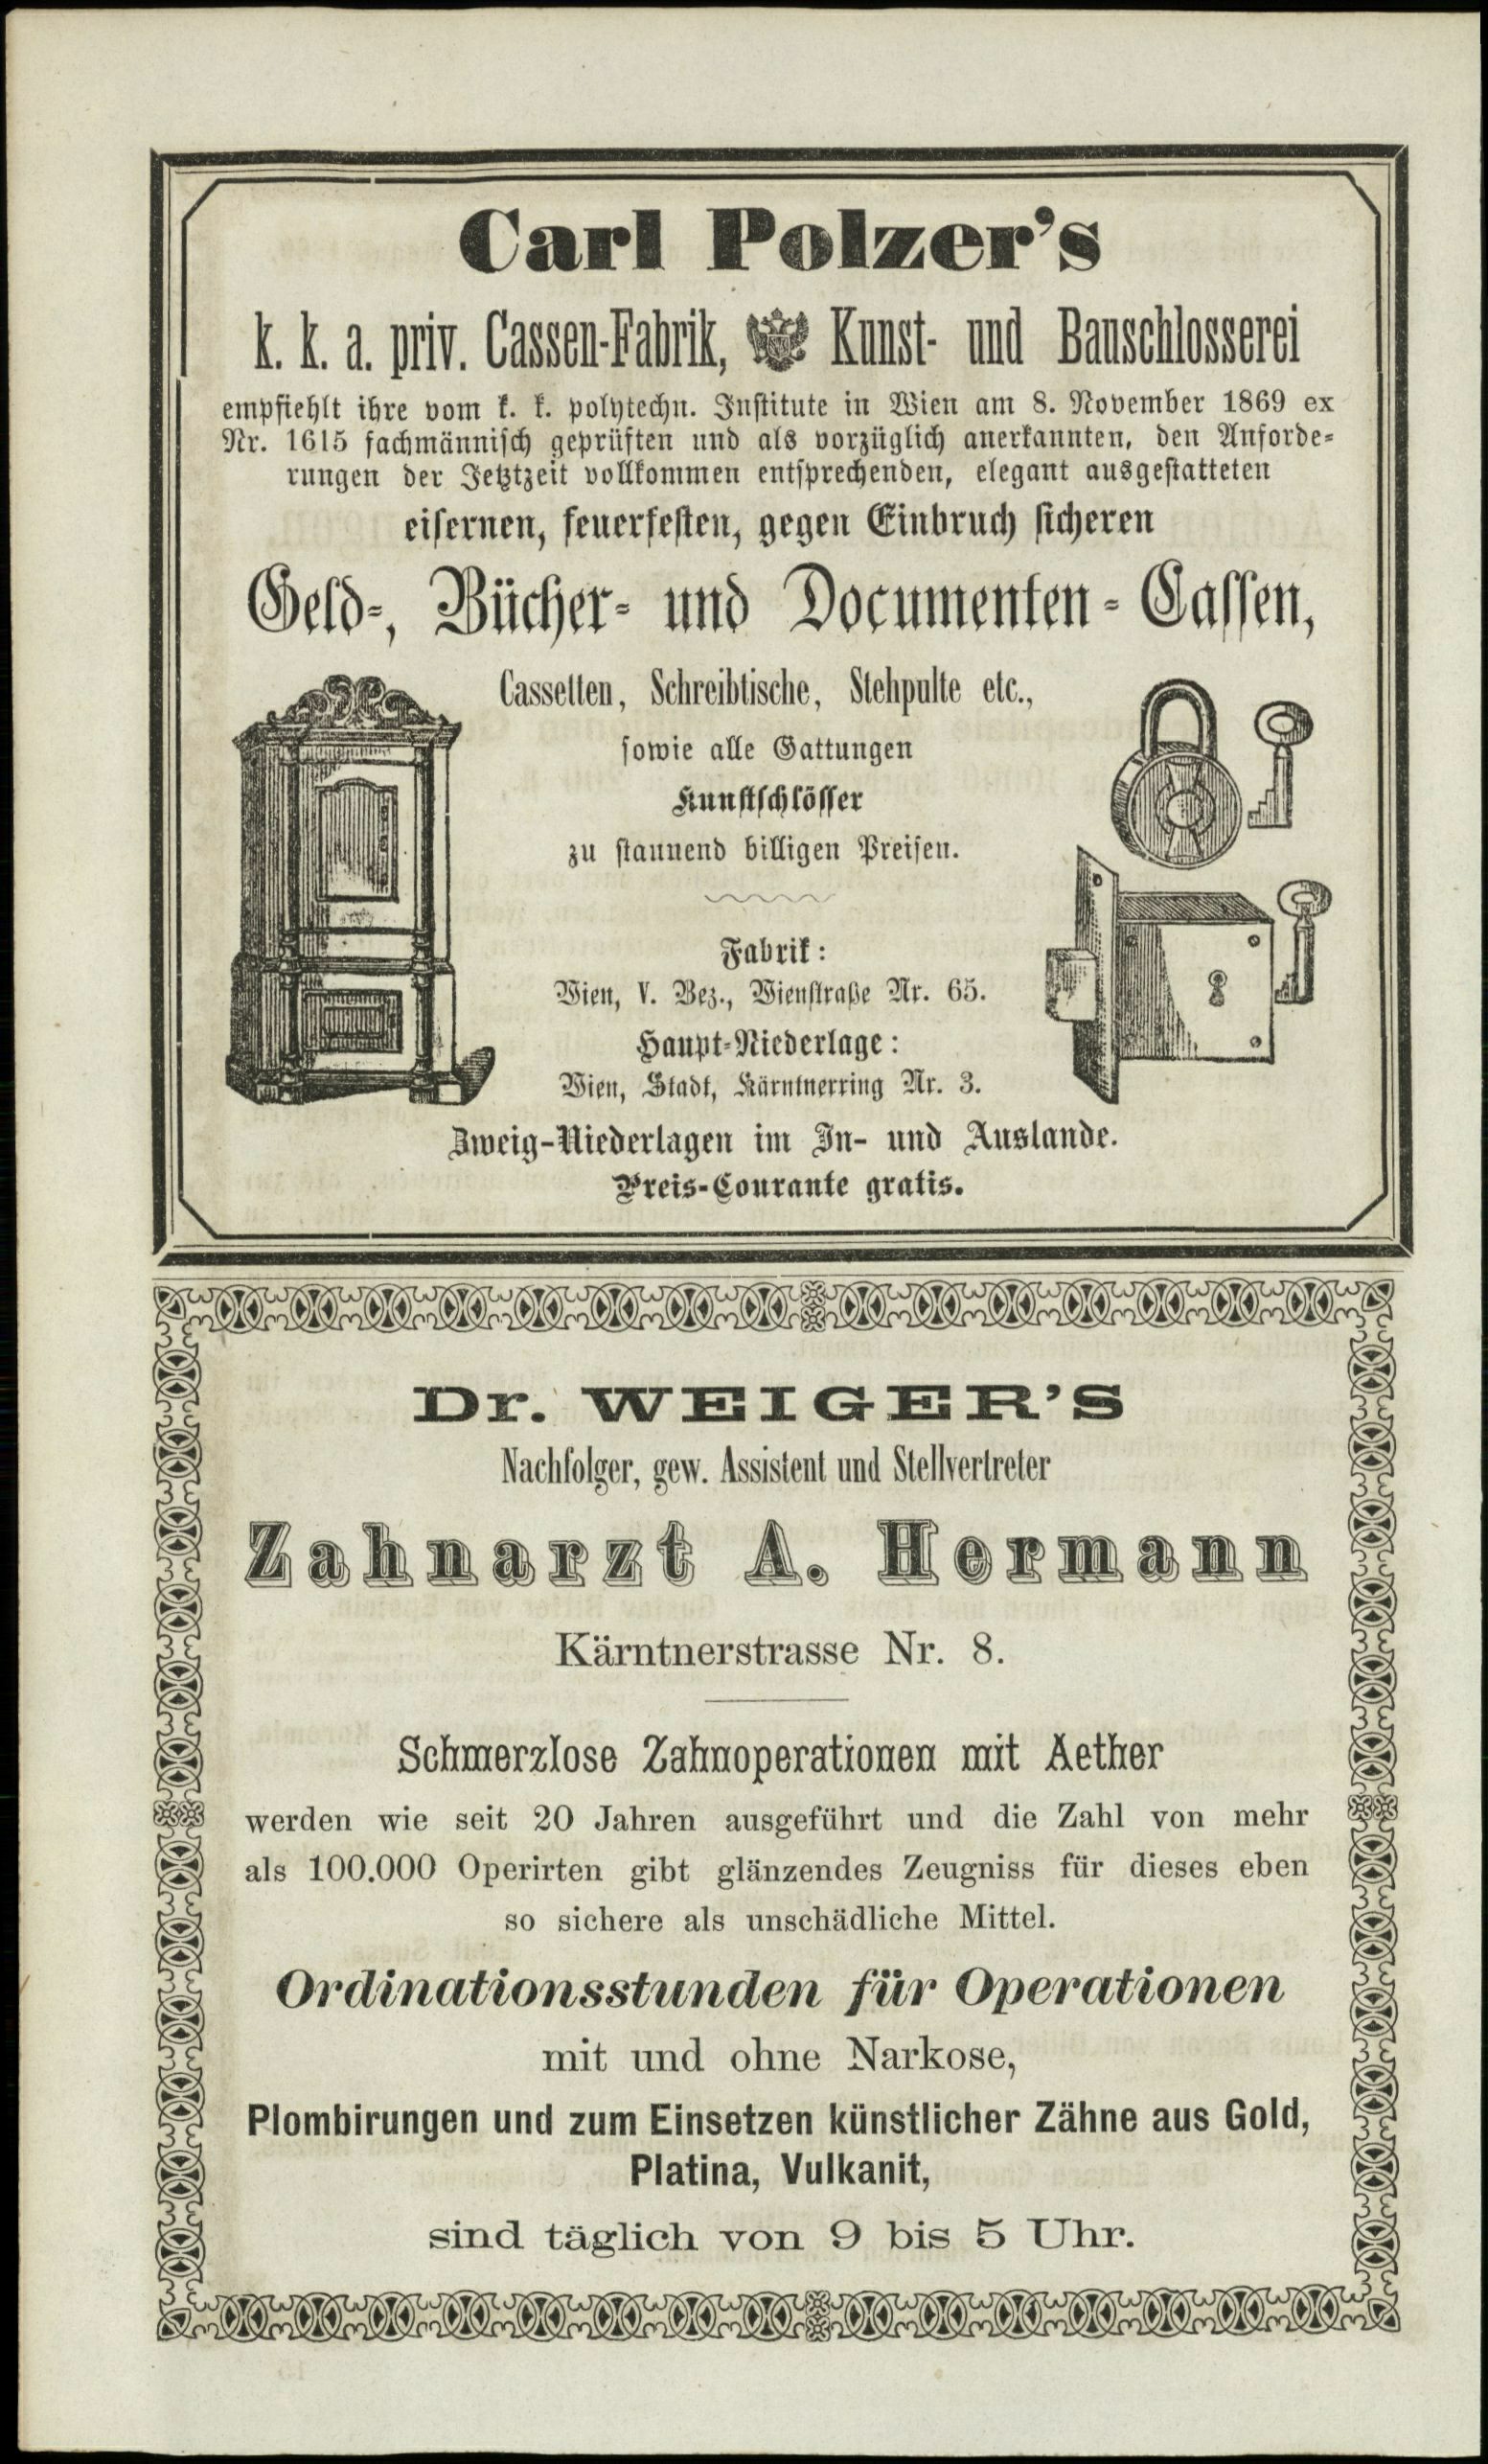 Carl Polzer's
k. k. a. priv. Cassen-Fabrik, Kunst- und Bauschlosserei
empfiehlt ihre vom k. k. polytechn. Institute in Wien am 8. November 1869 ex
Nr. 1615 fachmännisch geprüften und als vorzüglich anerkannten, den Anforde-
rungen der Jetztzeit vollkommen entsprechenden, elegant ausgestatteten
eisernen, feuerfesten, gegen Einbruch sicheren
Geld-, Bücher- und Documenten-Cassen,
Cassetten, Schreibtische, Stehpulte etc.,
sowie alle Gattungen
Kunstschlösser
zu staunend billigen Preisen.
Fabrik:
Wien, V. Bez., Wienstraße Nr. 65.
Haupt-Niederlage:
Wien, Stadt, Kärntnerring Nr. 3.
Zweig-Niederlagen im In- und Auslande.
Preis-Courante gratis.
Dr. WEIGER'S
Nachfolger, gew. Assistent und Stellvertreter
Zahnarzt A. Hermann
Kärntnerstrasse Nr. 8.
Schmerzlose Zahnoperationen mit Aether
werden wie seit 20 Jahren ausgeführt und die Zahl von mehr
als 100.000 Operirten gibt glänzendes Zeugniss für dieses eben
so sichere als unschädliche Mittel.
Ordinationsstunden für Operationen
mit und ohne Narkose,
Plombirungen und zum Einsetzen künstlicher Zähne aus Gold,
Platina, Vulkanit,
sind täglich von 9 bis 5 Uhr.